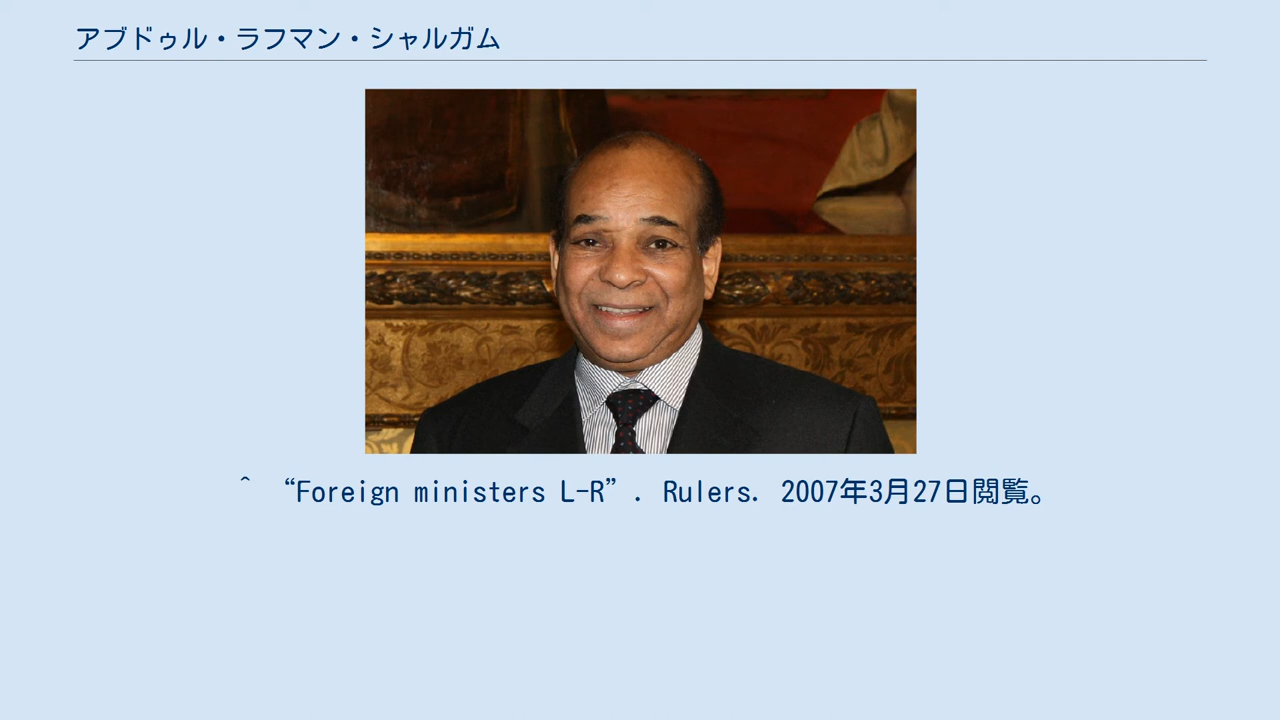 アブドゥル・ラフマン・シャルガム
^ “Foreign ministers L-R”. Rulers. 2007年3月27日閲覧。